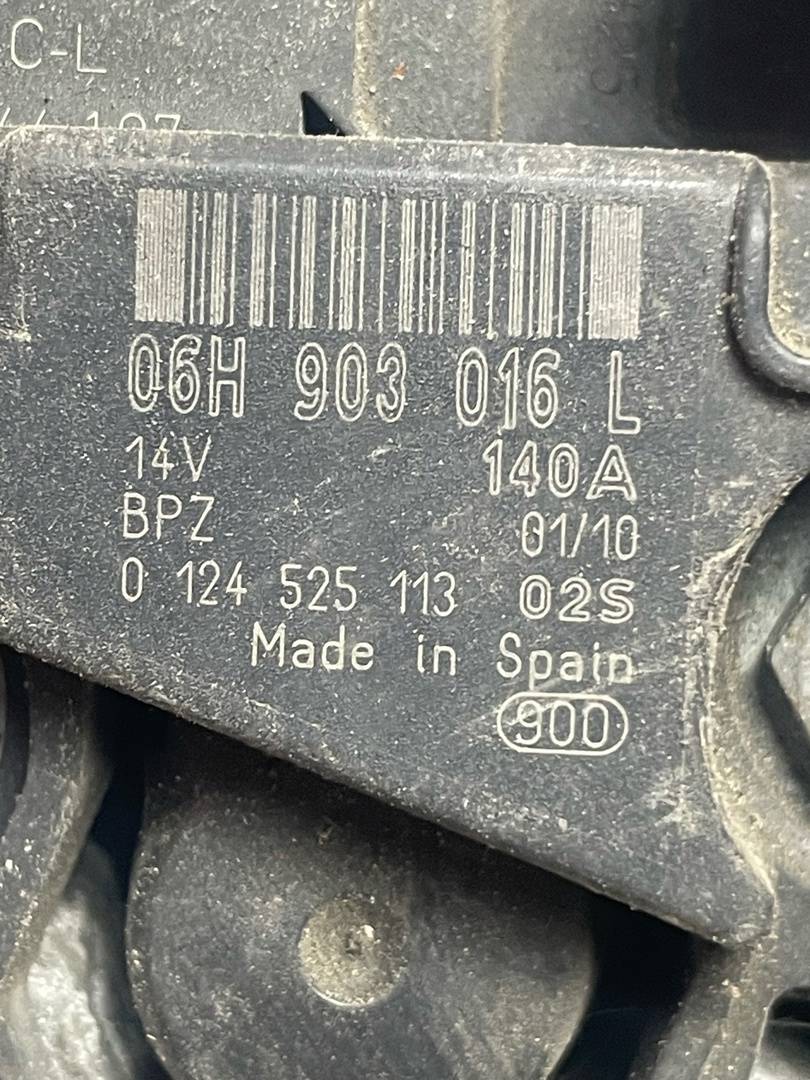 C-L
06H 903 016 L
14V 140A
BPZ 01/10
0 124 525 113 02S
Made in Spain
900